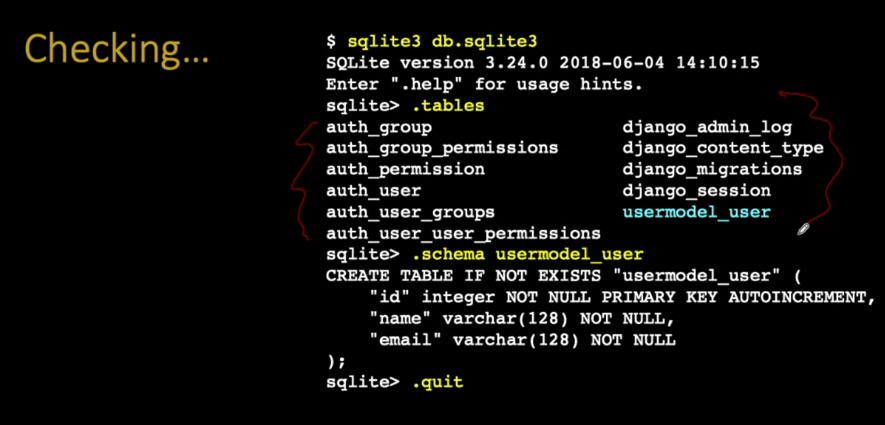 Checking...
$ sqlite3 db.sqlite3
SQLite version 3.24.0 2018-06-04 14:10:15
Enter ".help" for usage hints.
sqlite> .tables
auth_group                  django_admin_log
auth_group_permissions      django_content_type
auth_permission             django_migrations
auth_user                   django_session
auth_user_groups            usermodel_user
auth_user_user_permissions
sqlite> .schema usermodel_user
CREATE TABLE IF NOT EXISTS "usermodel_user" (
    "id" integer NOT NULL PRIMARY KEY AUTOINCREMENT,
    "name" varchar(128) NOT NULL,
    "email" varchar(128) NOT NULL
);
sqlite> .quit